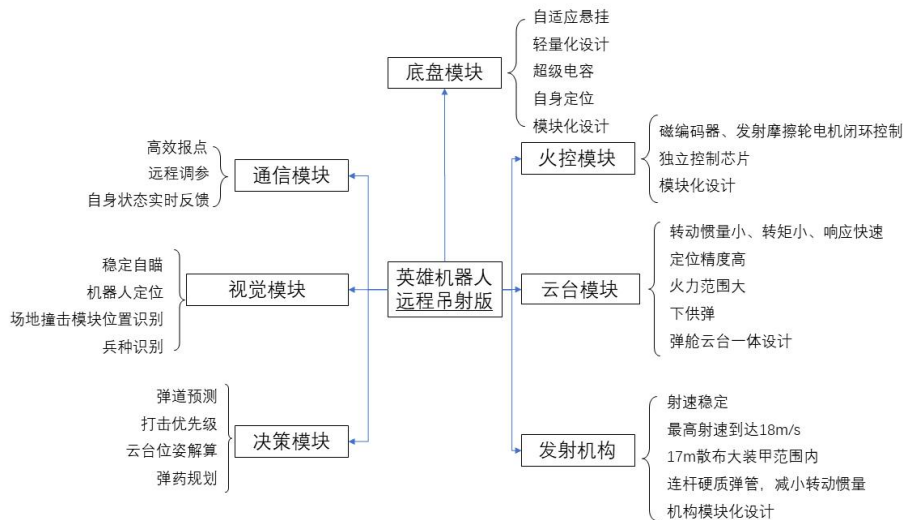 底盘模块
自适应悬挂
轻量化设计
超级电容
自身定位
模块化设计
高效报点
远程调参
自身状态实时反馈
通信模块
火控模块
磁编码器、发射摩擦轮电机闭环控制
独立控制芯片
模块化设计
稳定自瞄
机器人定位
场地撞击模块位置识别
兵种识别
视觉模块
英雄机器人
远程吊射版
云台模块
转动惯量小、转矩小、响应快速
定位精度高
火力范围大
下供弹
弹舱云台一体设计
弹道预测
打击优先级
云台位姿解算
弹药规划
决策模块
发射机构
射速稳定
最高射速到达18m/s
17m散布大装甲范围内
连杆硬质弹管，减小转动惯量
机构模块化设计